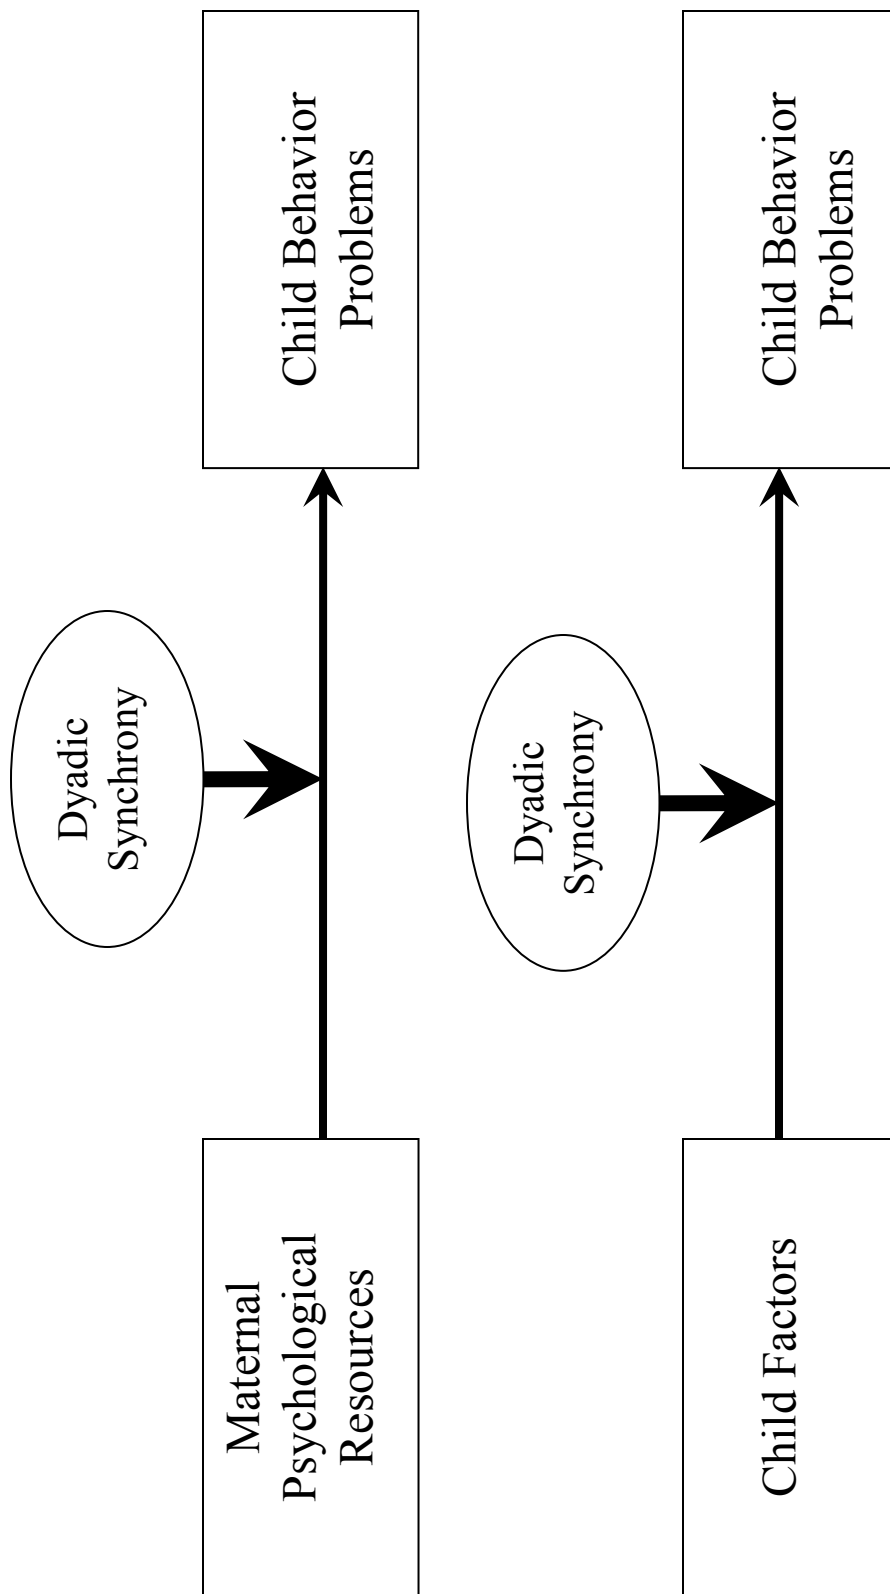 Dyadic
Synchrony
Maternal
Psychological
Resources
Child Behavior
Problems
Dyadic
Synchrony
Child Factors
Child Behavior
Problems